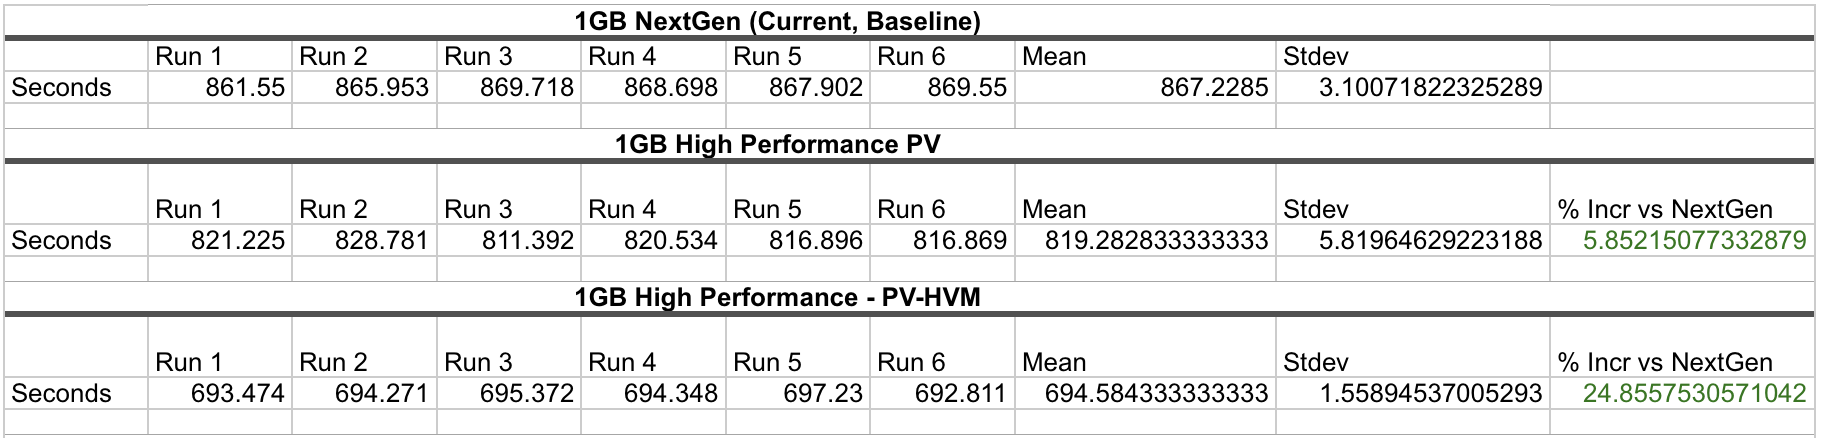 1GB NextGen (Current, Baseline)
Run 1 Run 2 Run 3 Run 4 Run 5 Run 6 Mean Stdev
Seconds 861.55 865.953 869.718 868.698 867.902 869.55 867.2285 3.10071822325289
1GB High Performance PV
Run 1 Run 2 Run 3 Run 4 Run 5 Run 6 Mean Stdev % Incr vs NextGen
Seconds 821.225 828.781 811.392 820.534 816.896 816.869 819.282833333333 5.81964629223188 5.85215077332879
1GB High Performance - PV-HVM
Run 1 Run 2 Run 3 Run 4 Run 5 Run 6 Mean Stdev % Incr vs NextGen
Seconds 693.474 694.271 695.372 694.348 697.23 692.811 694.584333333333 1.55894537005293 24.8557530571042